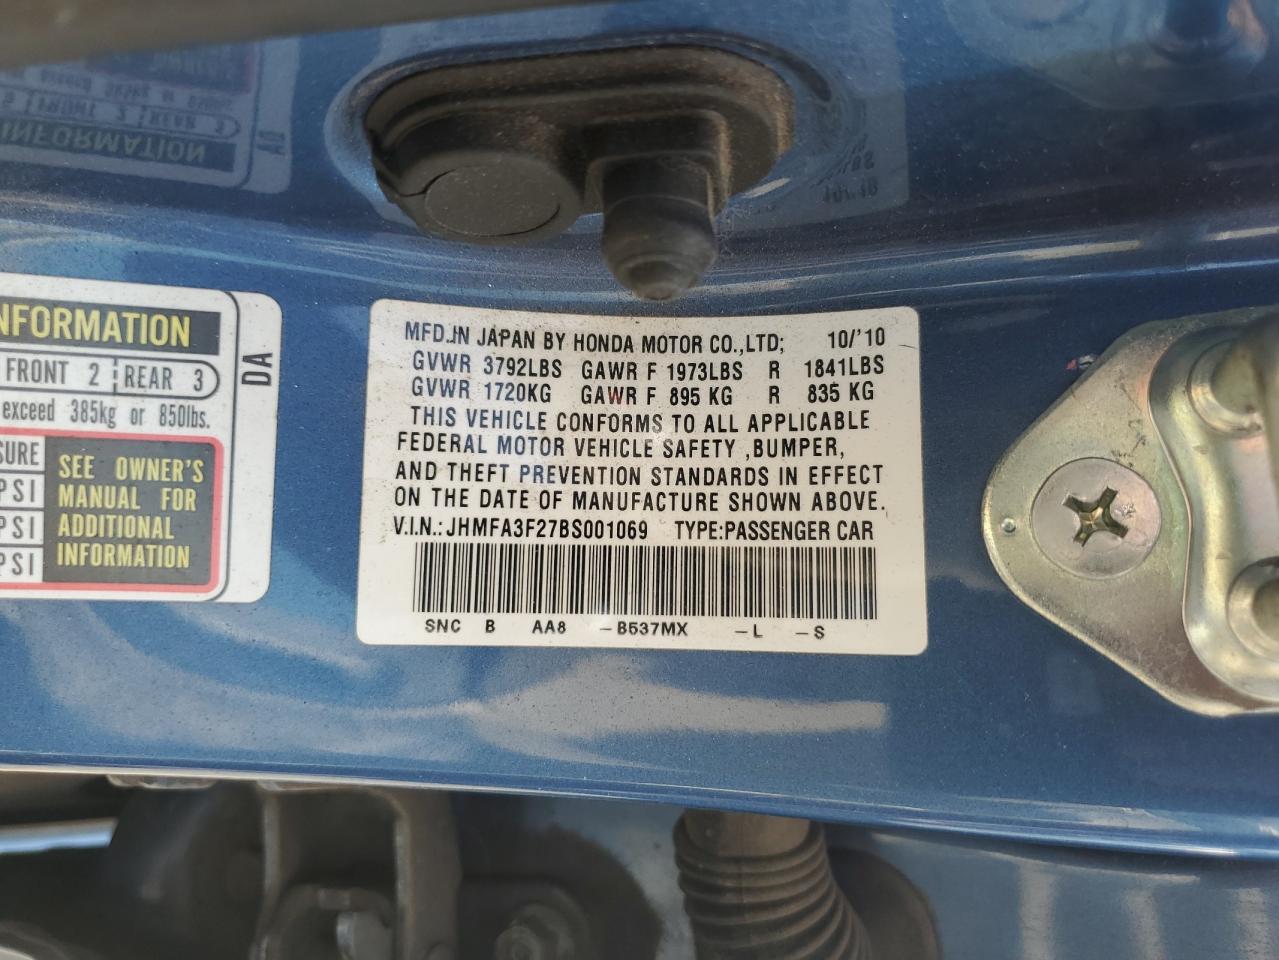 NFORMATION
FRONT 2 REAR 3
exceed 385kg or 850lbs.
SURE
PSI
PSI
PSI
SEE OWNER'S
MANUAL FOR
ADDITIONAL
INFORMATION
DA
MFD.IN JAPAN BY HONDA MOTOR CO.,LTD; 10/'10
GVWR 3792LBS GAWR F 1973LBS R 1841LBS
GVWR 1720KG GAWR F 895 KG R 835 KG
THIS VEHICLE CONFORMS TO ALL APPLICABLE
FEDERAL MOTOR VEHICLE SAFETY ,BUMPER,
AND THEFT PREVENTION STANDARDS IN EFFECT
ON THE DATE OF MANUFACTURE SHOWN ABOVE.
V.I.N.: JHMFA3F27BS001069 TYPE:PASSENGER CAR
SNC B AA8 -B537MX -L -S